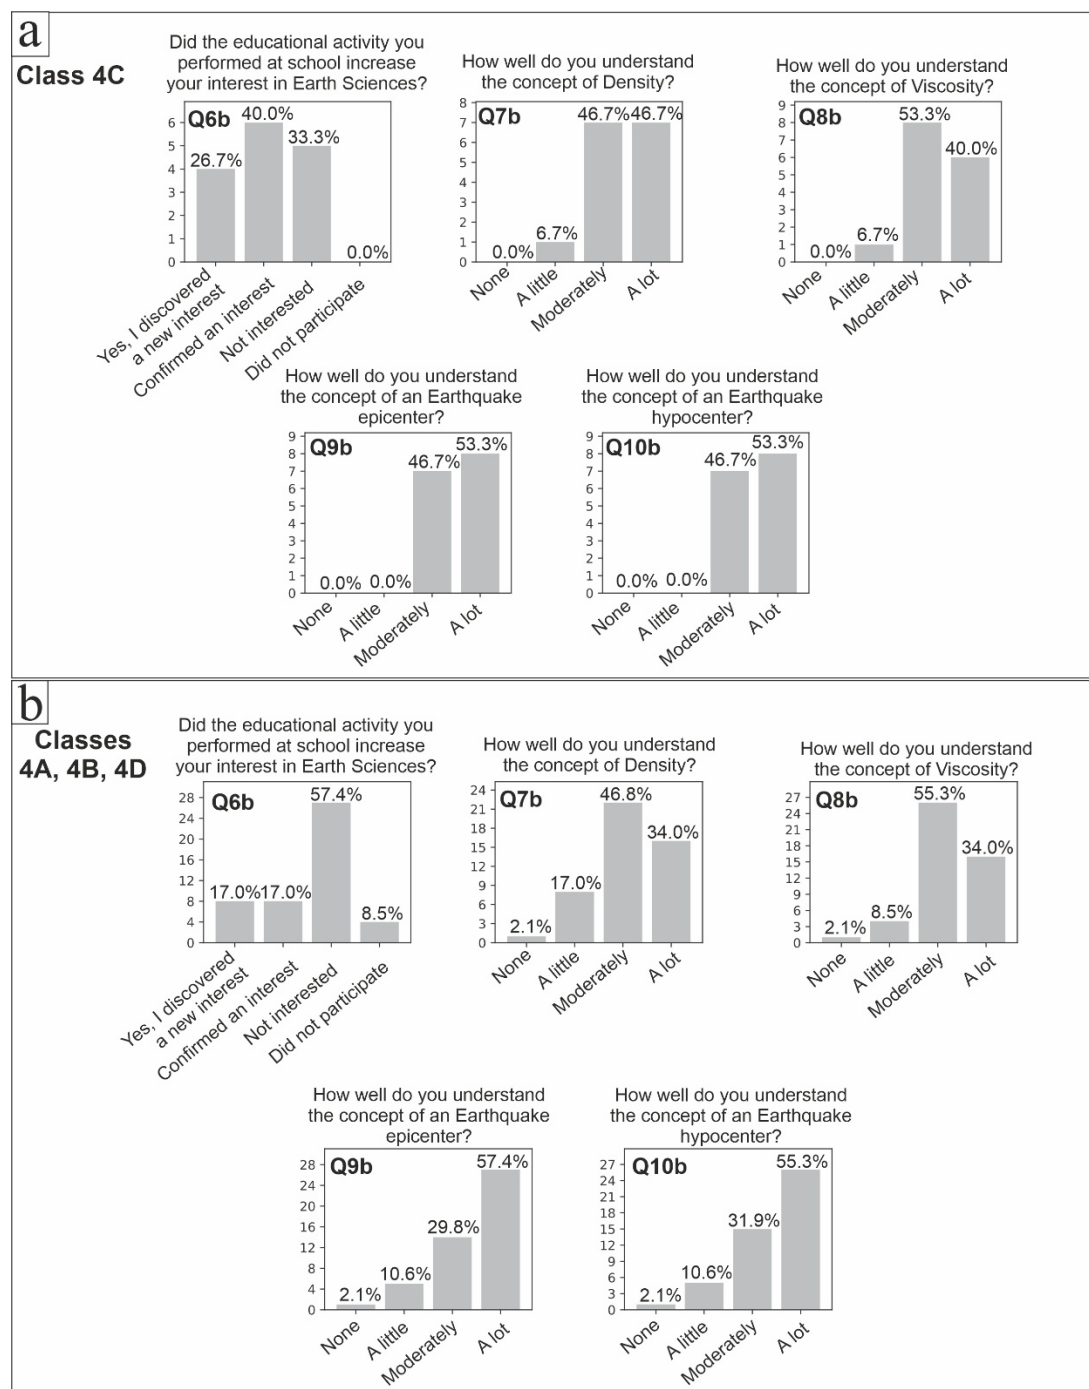 a
Class 4C
Did the educational activity you
performed at school increase
your interest in Earth Sciences?
Q6b
6
5
4
3
2
1
0
26.7%
40.0%
33.3%
0.0%
Yes, I discovered
a new interest
Confirmed an interest
Not interested
Did not participate
How well do you understand
the concept of Density?
Q7b
8
7
6
5
4
3
2
1
0
0.0%
6.7%
46.7%
46.7%
None
A little
Moderately
A lot
How well do you understand
the concept of Viscosity?
Q8b
9
8
7
6
5
4
3
2
1
0
0.0%
6.7%
53.3%
40.0%
None
A little
Moderately
A lot
How well do you understand
the concept of an Earthquake
epicenter?
Q9b
9
8
7
6
5
4
3
2
1
0
0.0%
0.0%
46.7%
53.3%
None
A little
Moderately
A lot
How well do you understand
the concept of an Earthquake
hypocenter?
Q10b
9
8
7
6
5
4
3
2
1
0
0.0%
0.0%
46.7%
53.3%
None
A little
Moderately
A lot
b
Classes
4A, 4B, 4D
Did the educational activity you
performed at school increase
your interest in Earth Sciences?
Q6b
28
24
20
16
12
8
4
0
17.0%
17.0%
57.4%
8.5%
Yes, I discovered
a new interest
Confirmed an interest
Not interested
Did not participate
How well do you understand
the concept of Density?
Q7b
24
21
18
15
12
9
6
3
0
2.1%
17.0%
46.8%
34.0%
None
A little
Moderately
A lot
How well do you understand
the concept of Viscosity?
Q8b
27
24
21
18
15
12
9
6
3
0
2.1%
8.5%
55.3%
34.0%
None
A little
Moderately
A lot
How well do you understand
the concept of an Earthquake
epicenter?
Q9b
28
24
20
16
12
8
4
0
2.1%
10.6%
29.8%
57.4%
None
A little
Moderately
A lot
How well do you understand
the concept of an Earthquake
hypocenter?
Q10b
27
24
21
18
15
12
9
6
3
0
2.1%
10.6%
31.9%
55.3%
None
A little
Moderately
A lot